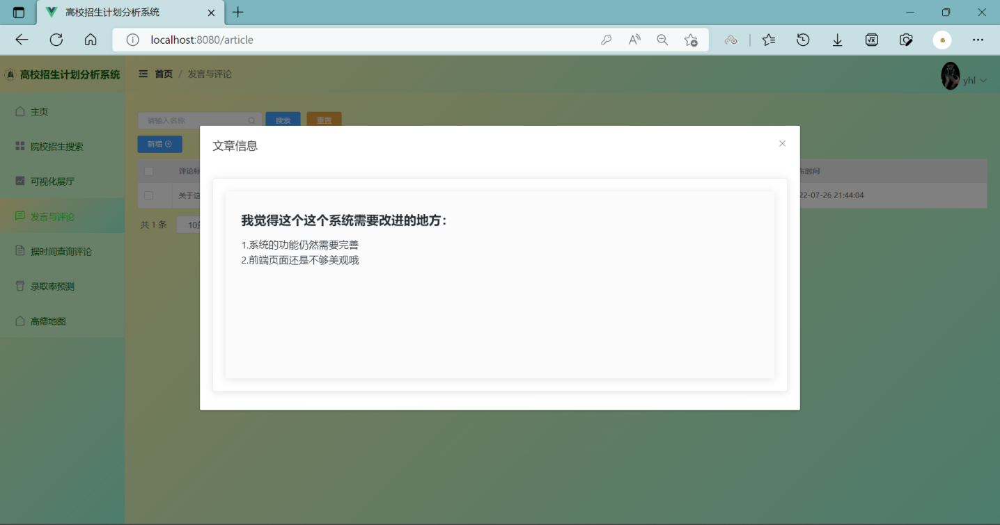 高校招生计划分析系统
localhost:8080/article
高校招生计划分析系统
首页 / 发言与评论
yhl
主页
院校招生搜索
可视化展厅
发言与评论
据时间查询评论
录取率预测
高德地图
请输入名称
搜索
重置
新增
评论标
布时间
关于这
22-07-26 21:44:04
共 1 条
10条
文章信息
我觉得这个这个系统需要改进的地方：
1.系统的功能仍然需要完善
2.前端页面还是不够美观哦